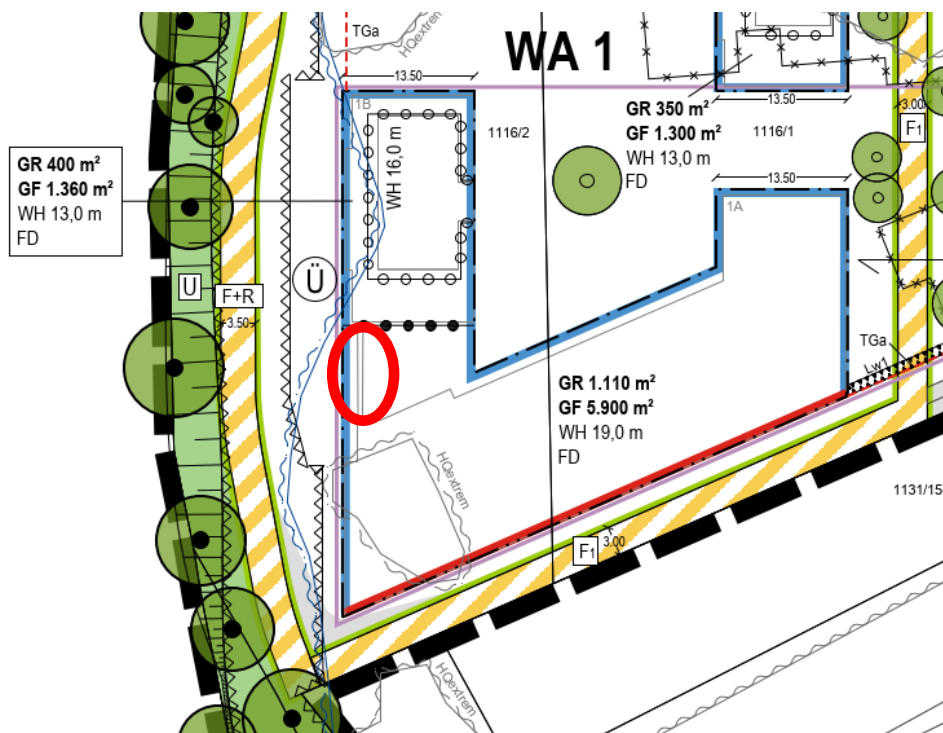 TGa
HQextrem
WA 1
13.50
1B
WH 16,0 m
1116/2
GR 350 m²
GF 1.300 m²
WH 13,0 m
FD
13.50
1116/1
3.00
F1
GR 400 m²
GF 1.360 m²
WH 13,0 m
FD
13.50
1A
Ü
U
F+R
3.50
TGa
Lw1
GR 1.110 m²
GF 5.900 m²
WH 19,0 m
FD
HQextrem
1131/15
F1
3.00
HQextrem